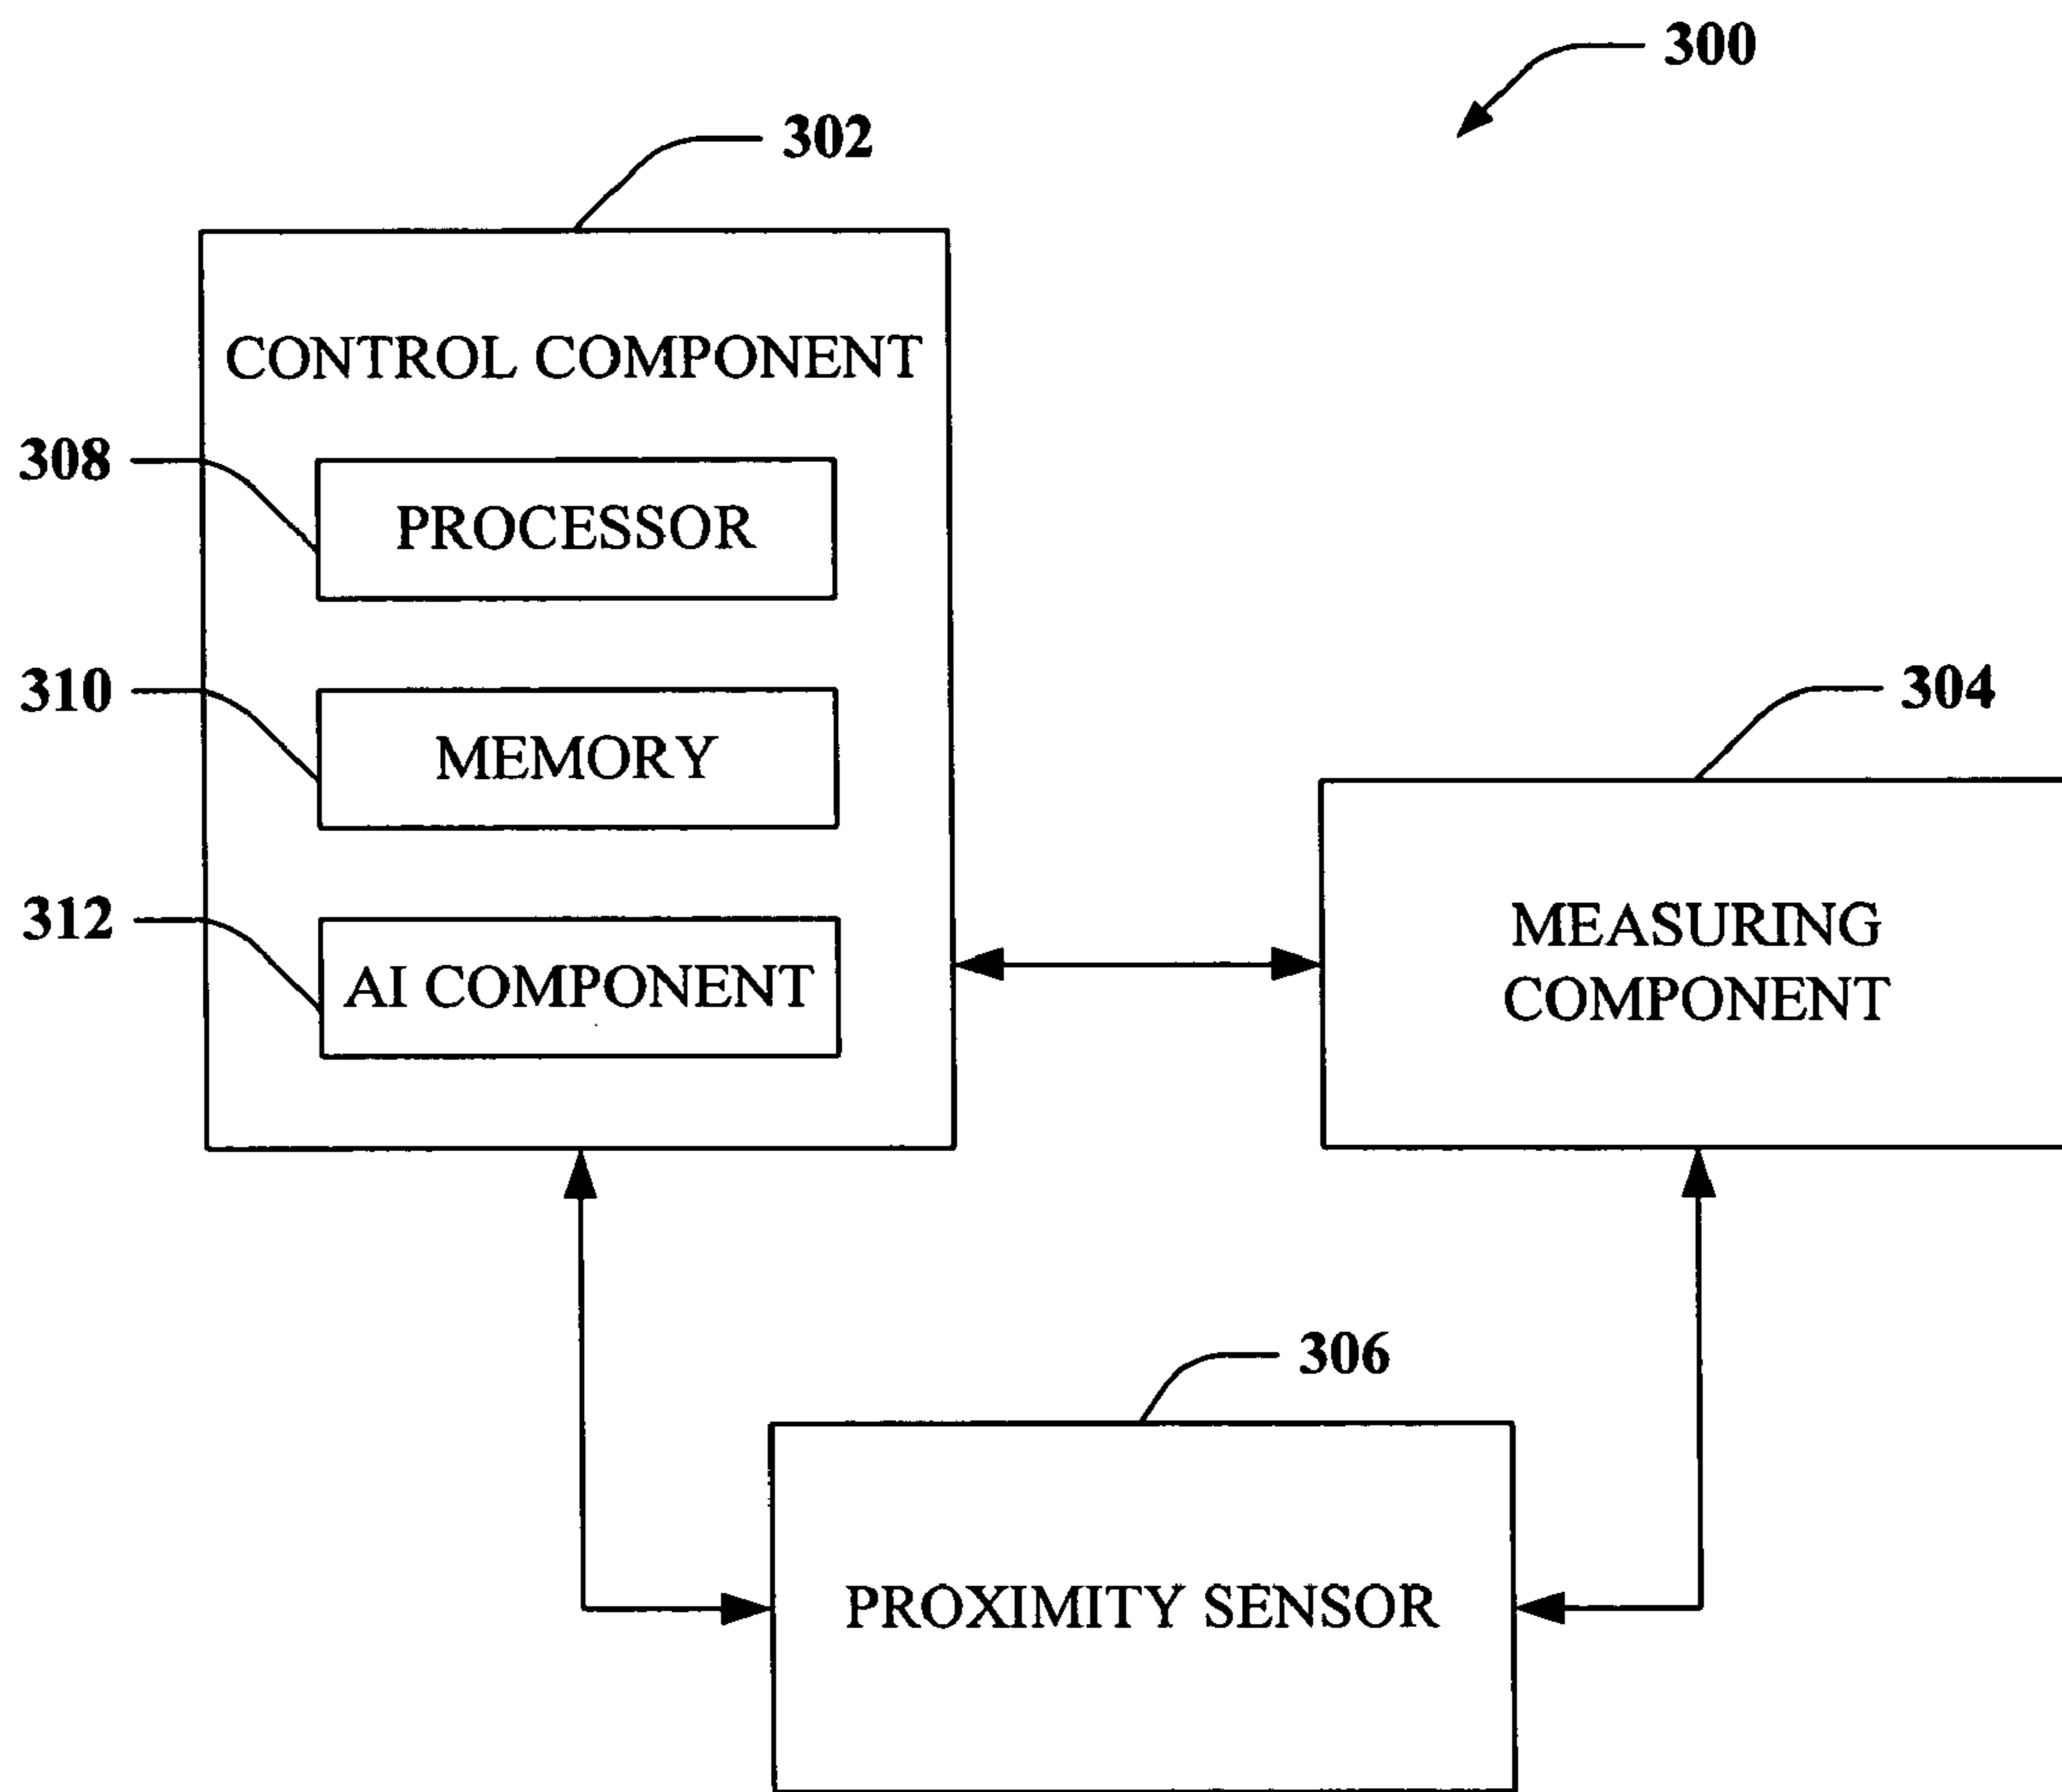 300
302
CONTROL COMPONENT
308
PROCESSOR
310
MEMORY
304
312
AI COMPONENT
MEASURING
COMPONENT
306
PROXIMITY SENSOR